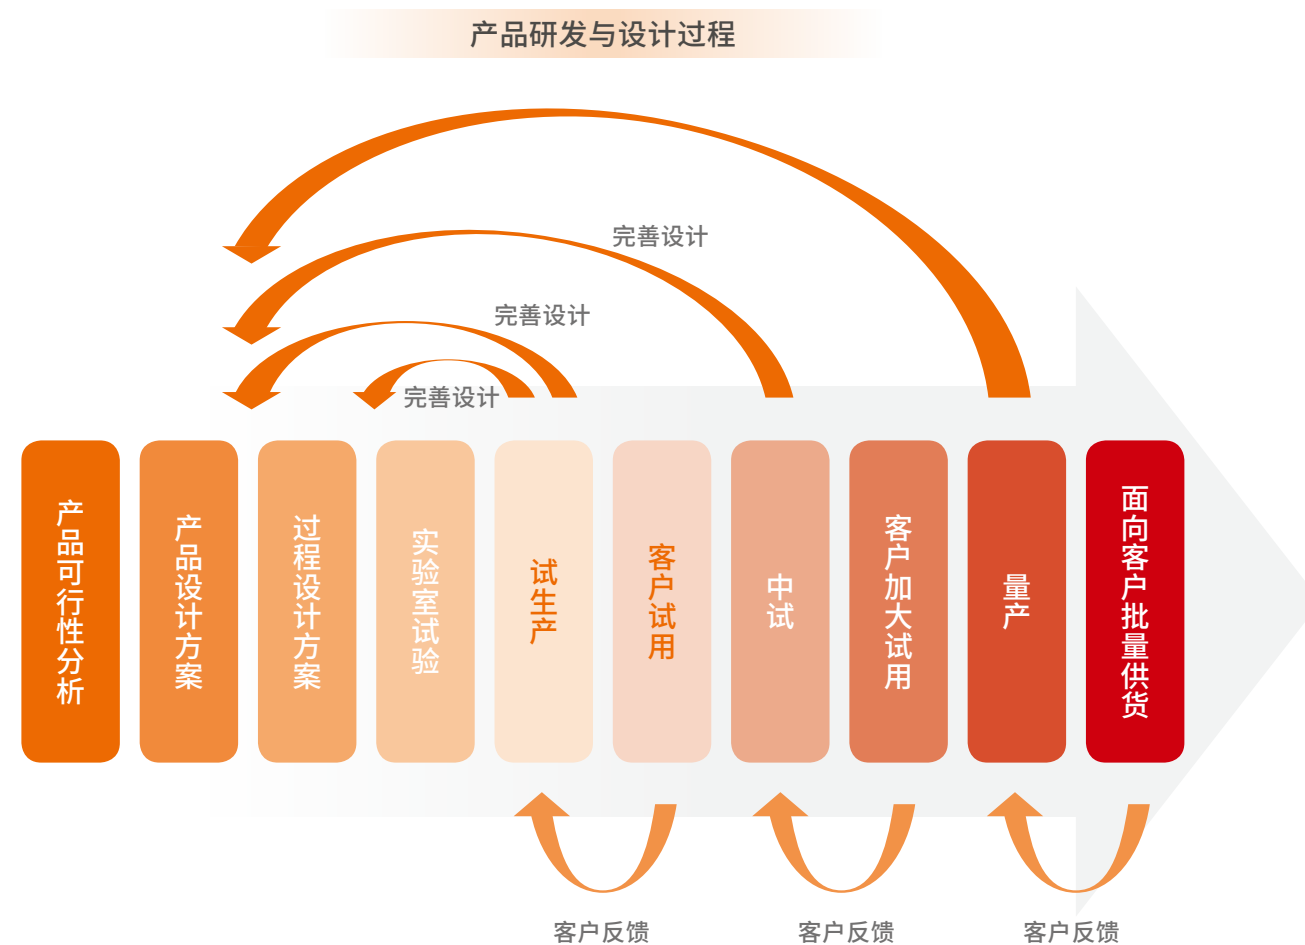 产品研发与设计过程
完善设计
完善设计
完善设计
产品可行性分析
产品设计方案
过程设计方案
实验室试验
试生产
客户试用
中试
客户加大试用
量产
面向客户批量供货
客户反馈
客户反馈
客户反馈